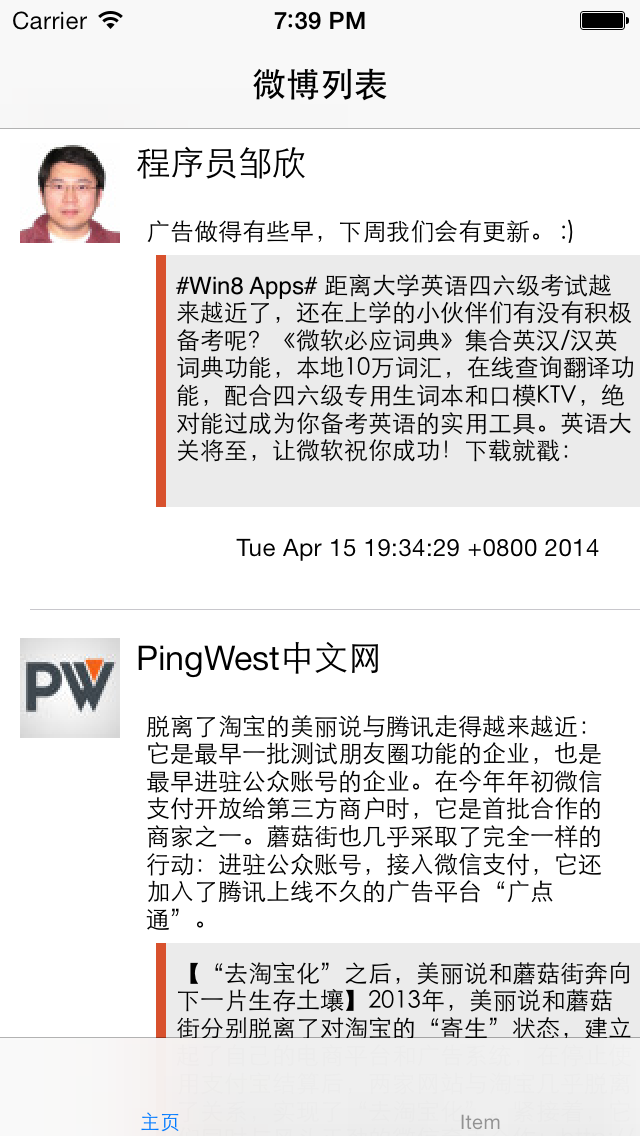 Carrier 7:39 PM
微博列表
程序员邹欣
广告做得有些早，下周我们会有更新。 :)
#Win8 Apps# 距离大学英语四六级考试越
来越近了，还在上学的小伙伴们有没有积极
备考呢？《微软必应词典》集合英汉/汉英
词典功能，本地10万词汇，在线查询翻译功
能，配合四六级专用生词本和口模KTV，绝
对能过成为你备考英语的实用工具。英语大
关将至，让微软祝你成功！下载就戳：
Tue Apr 15 19:34:29 +0800 2014
PW
PingWest中文网
脱离了淘宝的美丽说与腾讯走得越来越近：
它是最早一批测试朋友圈功能的企业，也是
最早进驻公众账号的企业。在今年年初微信
支付开放给第三方商户时，它是首批合作的
商家之一。蘑菇街也几乎采取了完全一样的
行动：进驻公众账号，接入微信支付，它还
加入了腾讯上线不久的广告平台“广点
通”。
【“去淘宝化”之后，美丽说和蘑菇街奔向
下一片生存土壤】2013年，美丽说和蘑菇
街分别脱离了对淘宝的“寄生”状态，建立
主页 Item